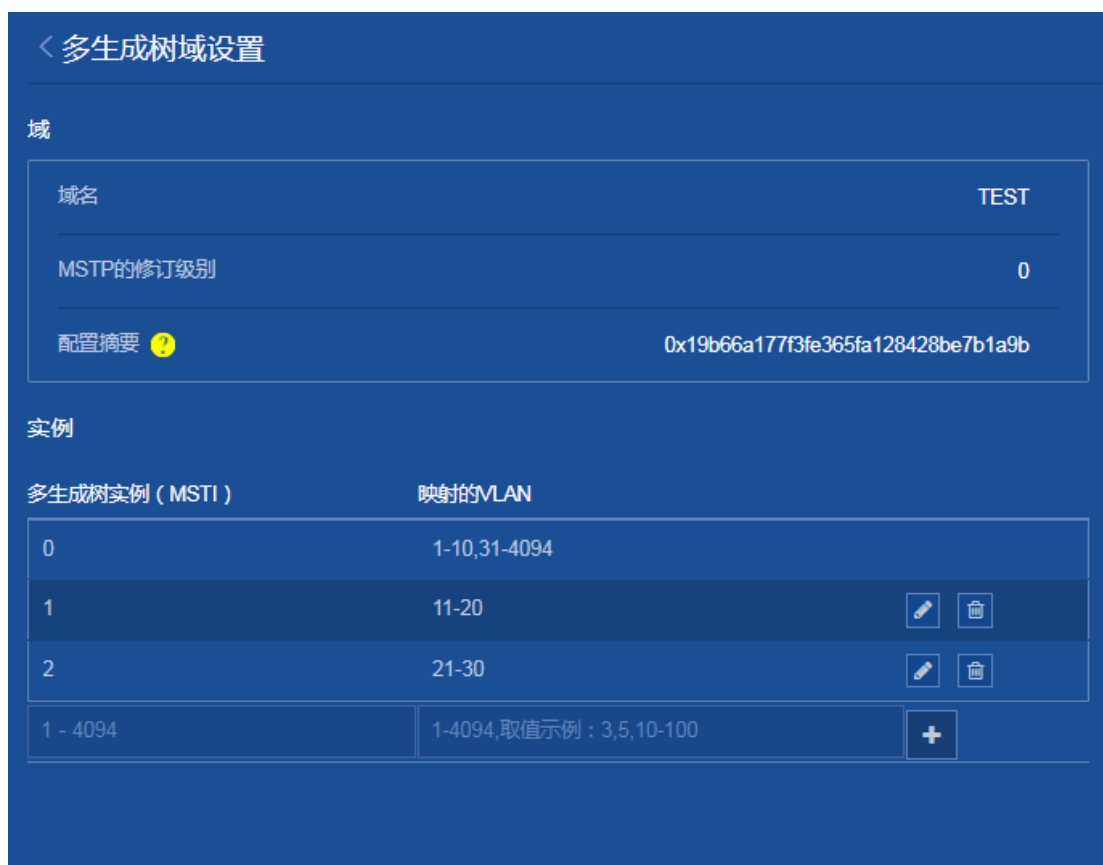 多生成树域设置
域
域名 TEST
MSTP的修订级别 0
配置摘要 ? 0x19b66a177f3fe365fa128428be7b1a9b
实例
多生成树实例（MSTI） 映射的VLAN
0 1-10,31-4094
1 11-20
2 21-30
1 - 4094 1-4094,取值示例：3,5,10-100